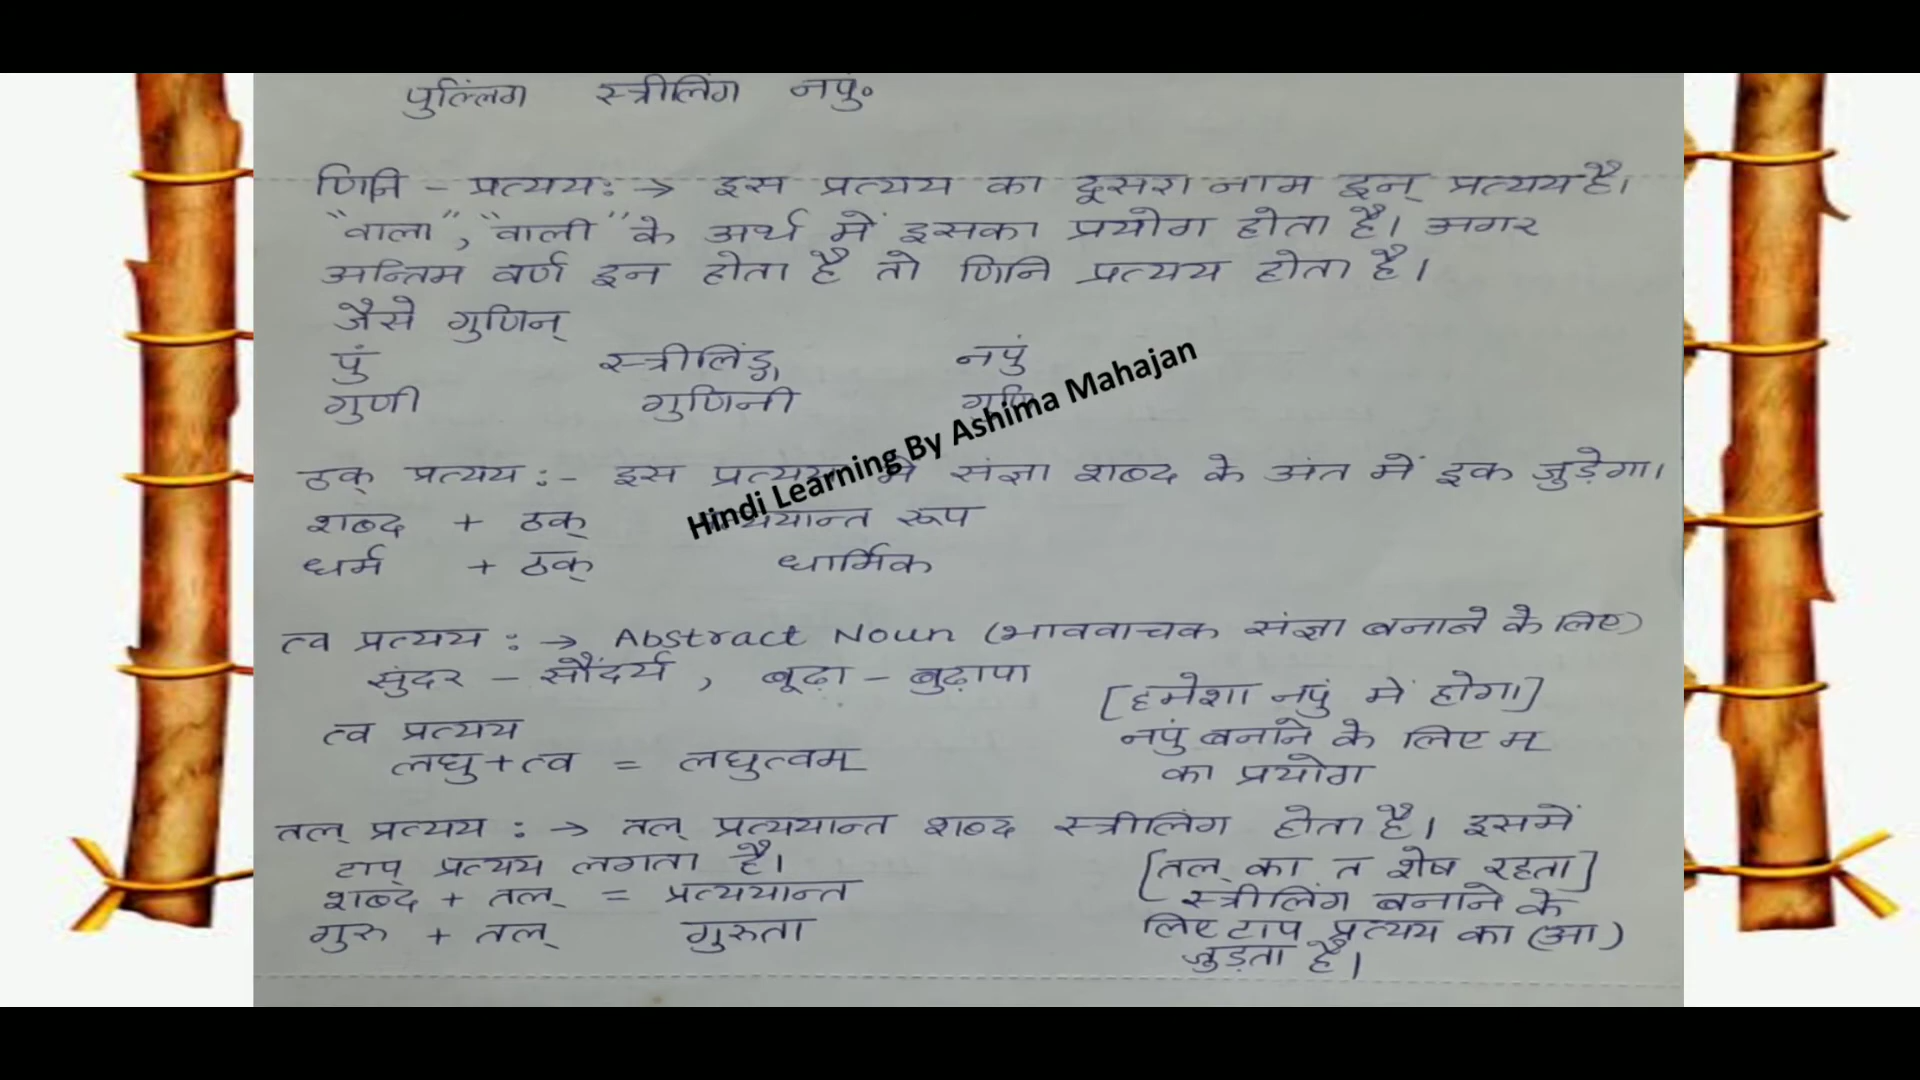 पुल्लिंग स्त्रीलिंग नपुं०
णिनि - प्रत्यय :→ इस प्रत्यय का दूसरा नाम इन् प्रत्यय है।
"वाला", "वाली" के अर्थ में इसका प्रयोग होता है। अगर
अन्तिम वर्ण इन होता है तो णिनि प्रत्यय होता है।
जैसे गुणिन्
पुं स्त्रीलिङ्ग नपुं
गुणी गुणिनी गुणि
Hindi Learning By Ashima Mahajan
ठक् प्रत्यय :- इस प्रत्यय में संज्ञा शब्द के अंत में इक जुड़ेगा।
शब्द + ठक् प्रत्ययान्त रूप
धर्म + ठक् धार्मिक
त्व प्रत्यय :→ Abstract Noun (भाववाचक संज्ञा बनाने के लिए)
सुंदर - सौंदर्य , बूढ़ा - बुढ़ापा
[हमेशा नपुं में होगा]
त्व प्रत्यय
नपुं बनाने के लिए म्
लघु + त्व = लघुत्वम्
का प्रयोग
तल् प्रत्यय :→ तल् प्रत्ययान्त शब्द स्त्रीलिंग होता है। इसमें
टाप् प्रत्यय लगता है।
[तल् का त शेष रहता]
शब्द + तल् = प्रत्ययान्त
स्त्रीलिंग बनाने के
गुरु + तल् गुरुता
लिए टाप् प्रत्यय का (आ)
जुड़ता है।